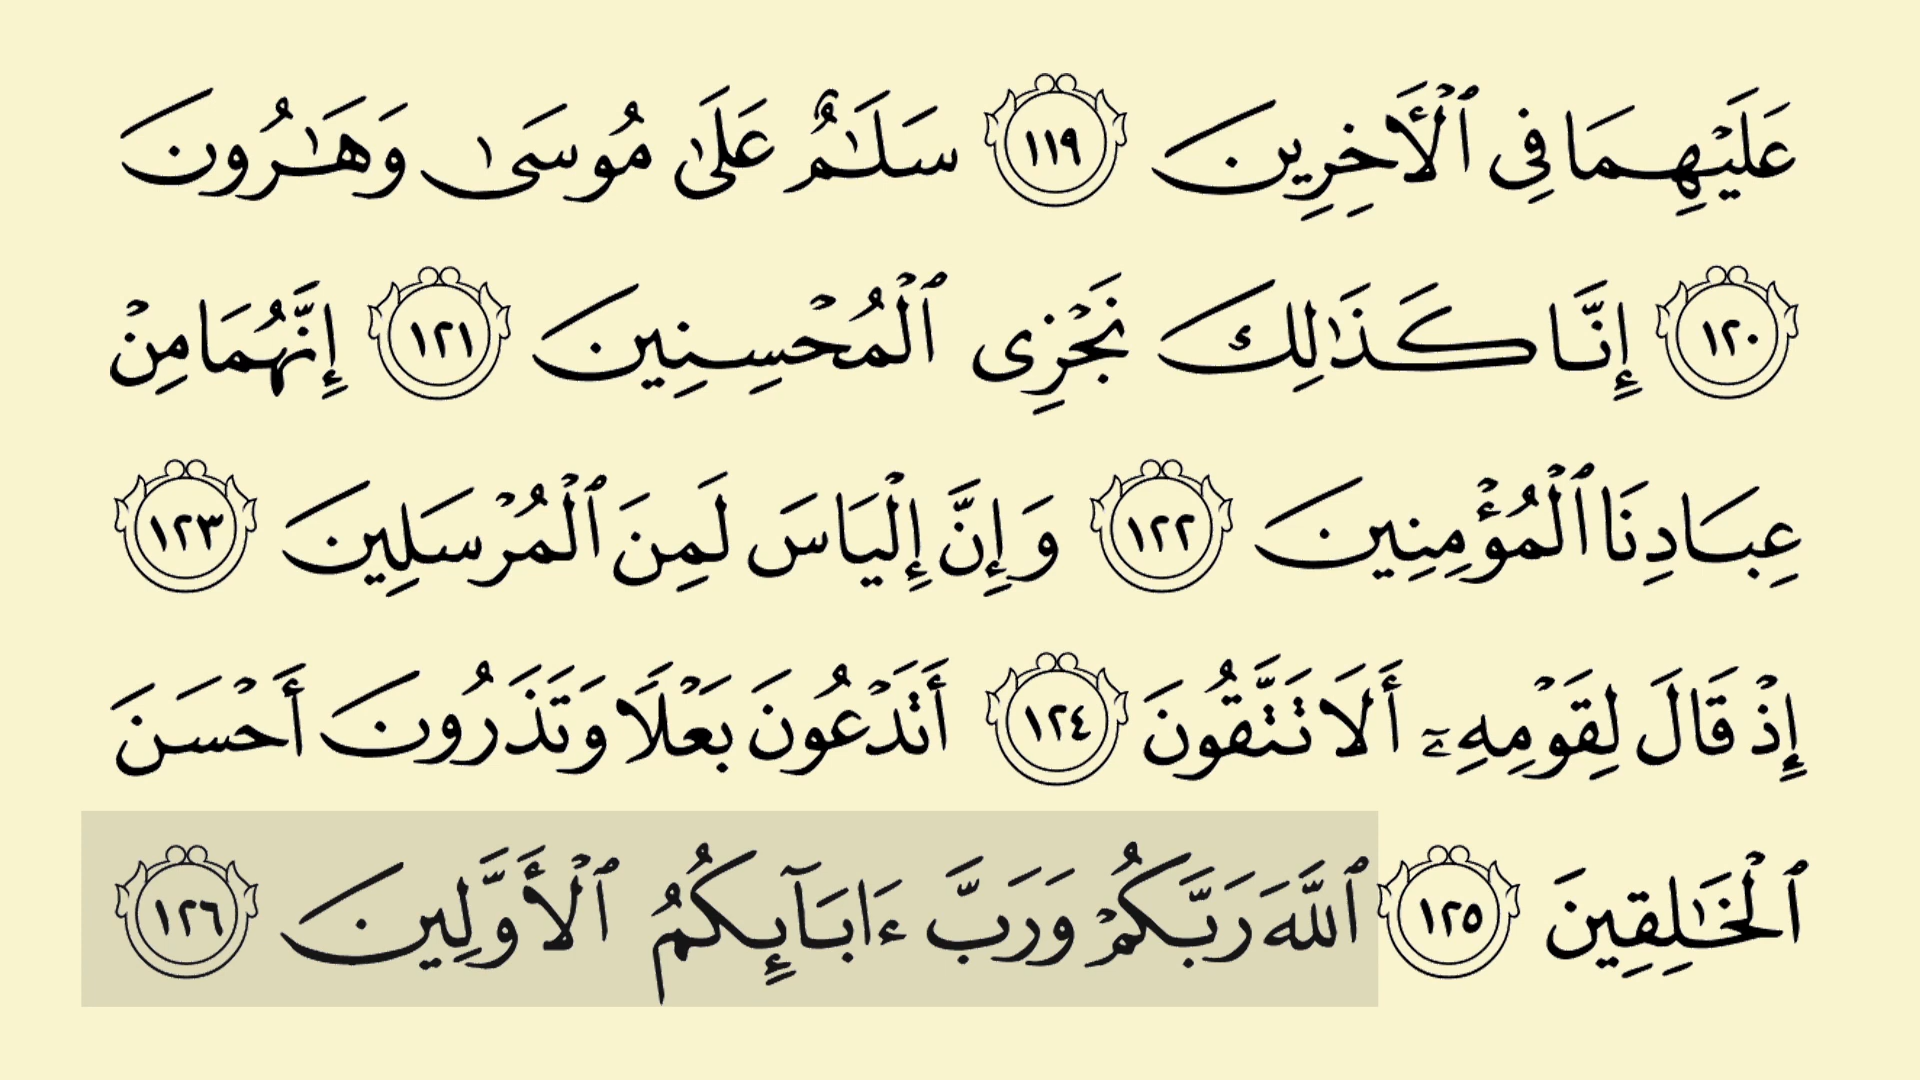 عَلَيْهِمَا فِي ٱلْأَخِرِينَ ١١٩ سَلَٰمٌ عَلَىٰ مُوسَىٰ وَهَٰرُونَ
١٢٠ إِنَّا كَذَٰلِكَ نَجْزِى ٱلْمُحْسِنِينَ ١٢١ إِنَّهُمَا مِنْ
عِبَادِنَا ٱلْمُؤْمِنِينَ ١٢٢ وَإِنَّ إِلْيَاسَ لَمِنَ ٱلْمُرْسَلِينَ ١٢٣
إِذْ قَالَ لِقَوْمِهِۦٓ أَلَا تَتَّقُونَ ١٢٤ أَتَدْعُونَ بَعْلًا وَتَذَرُونَ أَحْسَنَ
ٱلْخَٰلِقِينَ ١٢٥ ٱللَّهَ رَبَّكُمْ وَرَبَّ ءَابَآئِكُمُ ٱلْأَوَّلِينَ ١٢٦